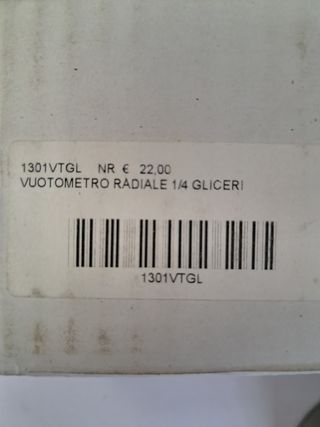 1301VTGL NR € 22,00
VUOTOMETRO RADIALE 1/4 GLICERI
1301VTGL